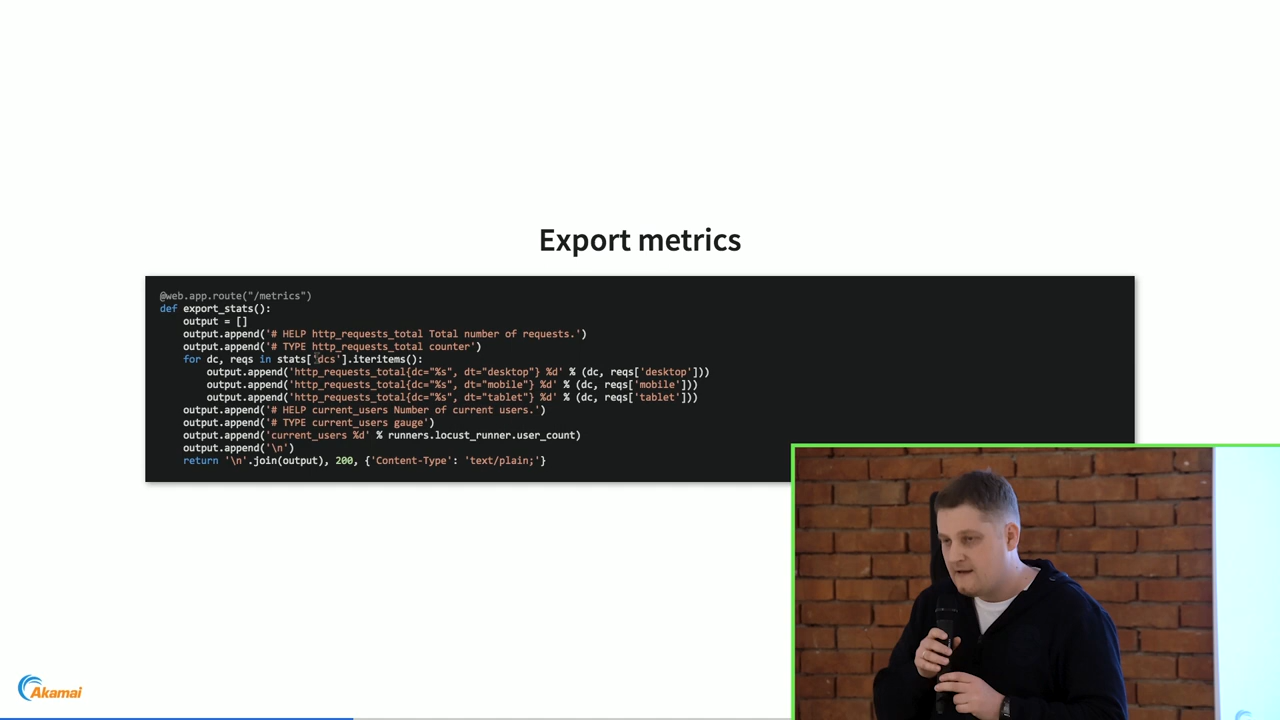 Export metrics
@web.app.route("/metrics")
def export_stats():
    output = []
    output.append('# HELP http_requests_total Total number of requests.')
    output.append('# TYPE http_requests_total counter')
    for dc, reqs in stats['dcs'].iteritems():
        output.append('http_requests_total{dc="%s", dt="desktop"} %d' % (dc, reqs['desktop']))
        output.append('http_requests_total{dc="%s", dt="mobile"} %d' % (dc, reqs['mobile']))
        output.append('http_requests_total{dc="%s", dt="tablet"} %d' % (dc, reqs['tablet']))
    output.append('# HELP current_users Number of current users.')
    output.append('# TYPE current_users gauge')
    output.append('current_users %d' % runners.locust_runner.user_count)
    output.append('\n')
    return '\n'.join(output), 200, {'Content-Type': 'text/plain;'}
Akamai